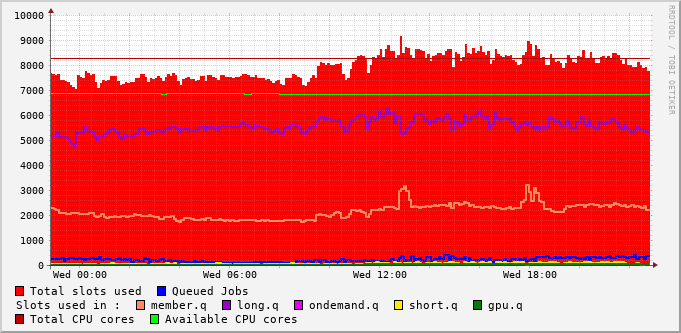 10000
9000
8000
7000
6000
5000
4000
3000
2000
1000
0
Wed 00:00 Wed 06:00 Wed 12:00 Wed 18:00
RRDTOOL / TOBI OETIKER
Total slots used Queued Jobs
Slots used in : member.q long.q ondemand.q short.q gpu.q
Total CPU cores Available CPU cores